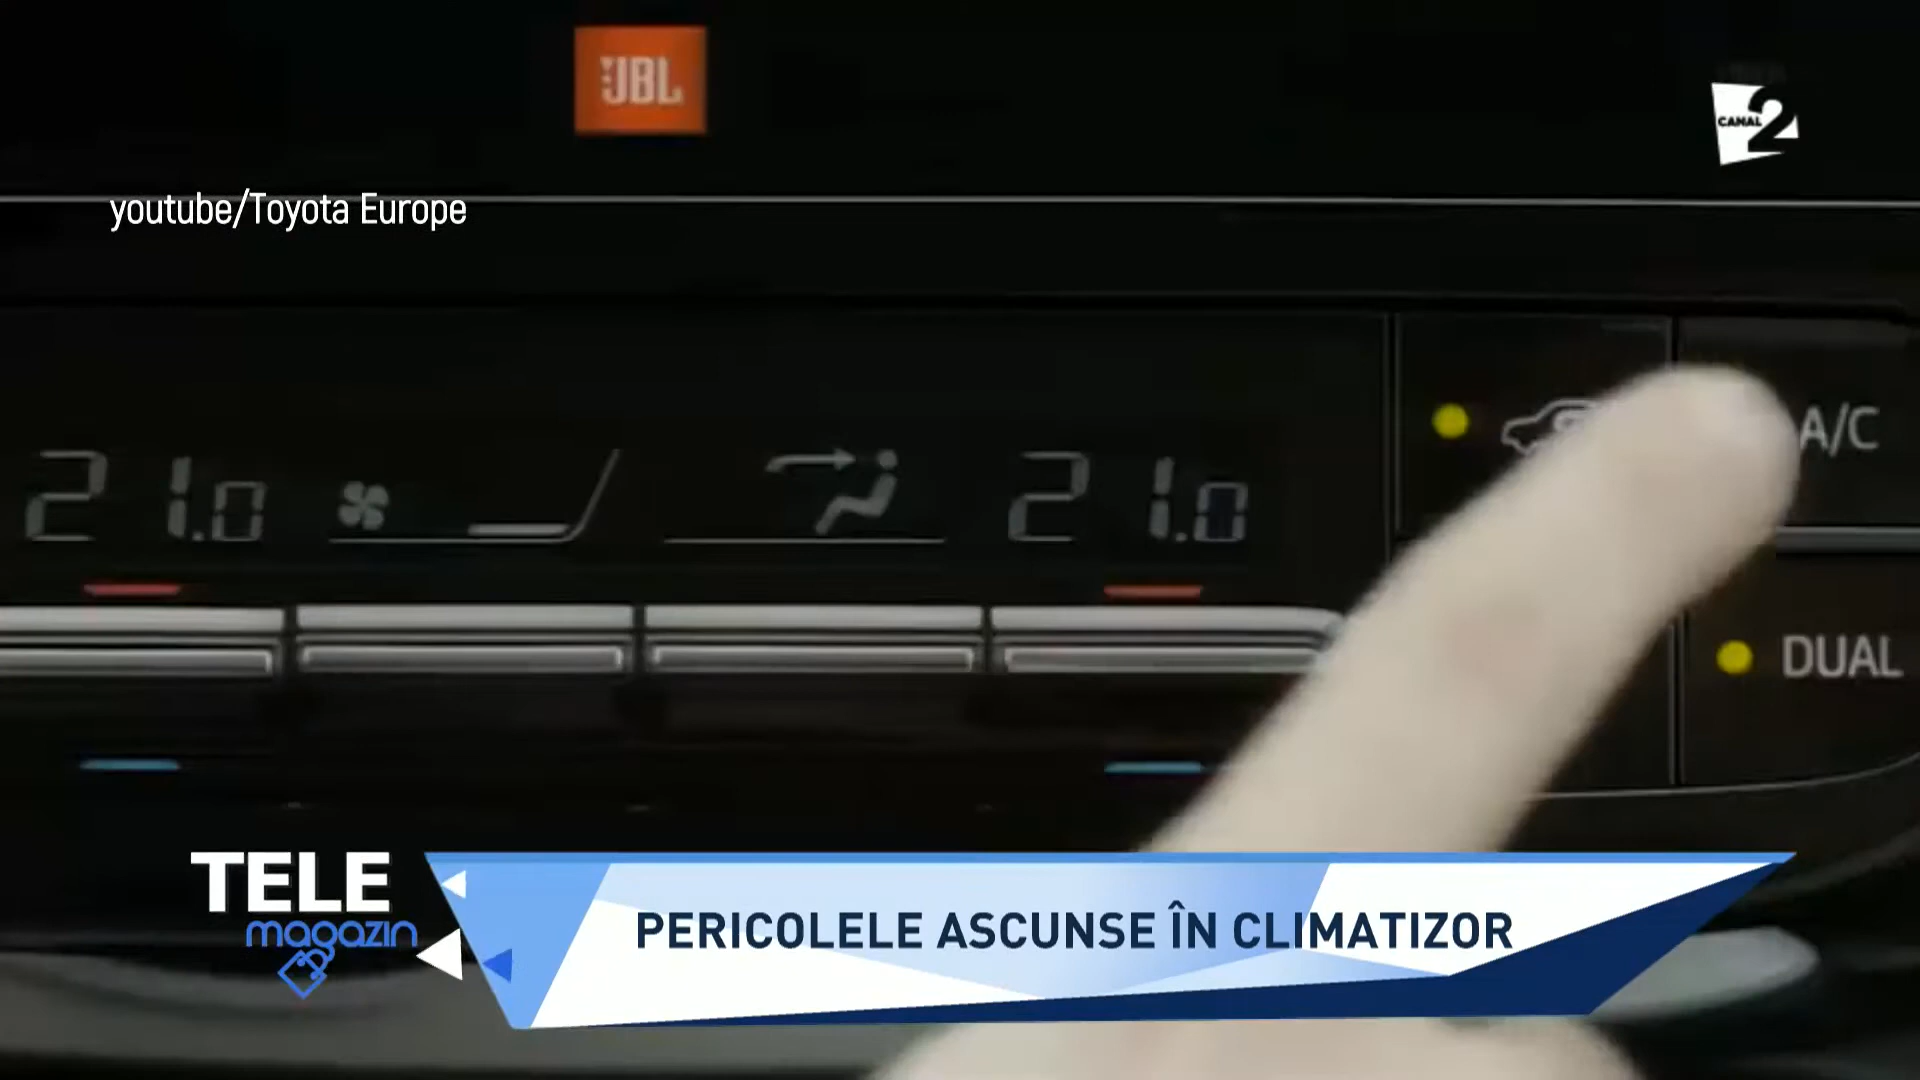 JBL
CANAL 2
youtube/Toyota Europe
A/C
21.0
21.0
DUAL
TELE
magazin
PERICOLELE ASCUNSE ÎN CLIMATIZOR